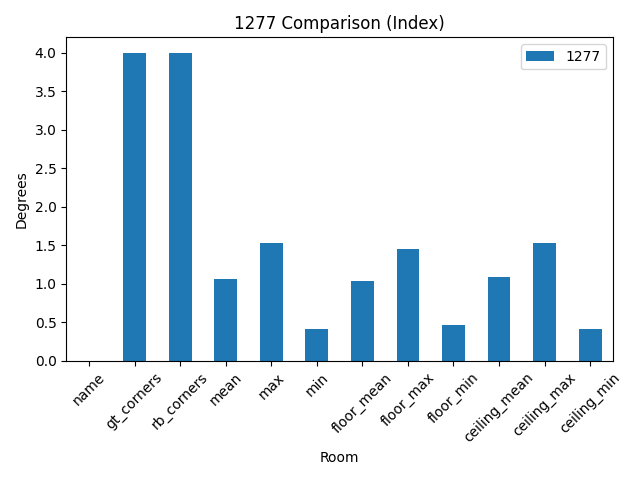 1277 Comparison (Index)
1277
Degrees
4.0
3.5
3.0
2.5
2.0
1.5
1.0
0.5
0.0
name
gt_corners
rb_corners
mean
max
min
floor_mean
floor_max
floor_min
ceiling_mean
ceiling_max
ceiling_min
Room